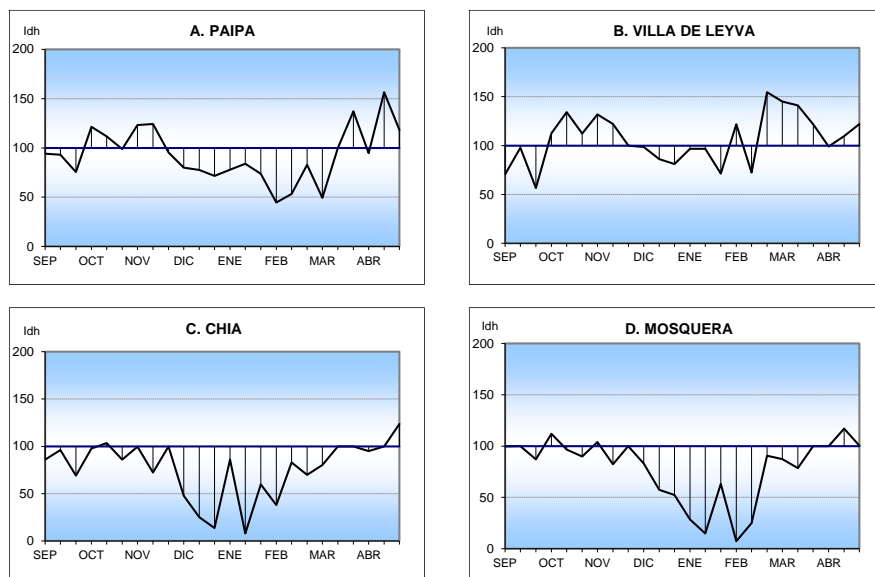 A. PAIPA
Idh
200
150
100
50
0
SEP OCT NOV DIC ENE FEB MAR ABR
B. VILLA DE LEYVA
Idh
200
150
100
50
0
SEP OCT NOV DIC ENE FEB MAR ABR
C. CHIA
Idh
200
150
100
50
0
SEP OCT NOV DIC ENE FEB MAR ABR
D. MOSQUERA
Idh
200
150
100
50
0
SEP OCT NOV DIC ENE FEB MAR ABR